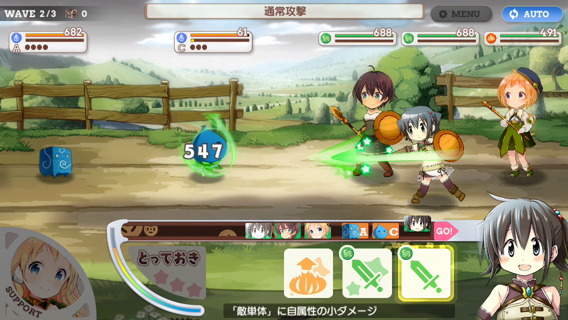 WAVE 2/3 0
通常攻撃
MENU
AUTO
682
A
61
C
688
688
491
547
A
C
GO!
とっておき
SUPPORT
「敵単体」に自属性の小ダメージ